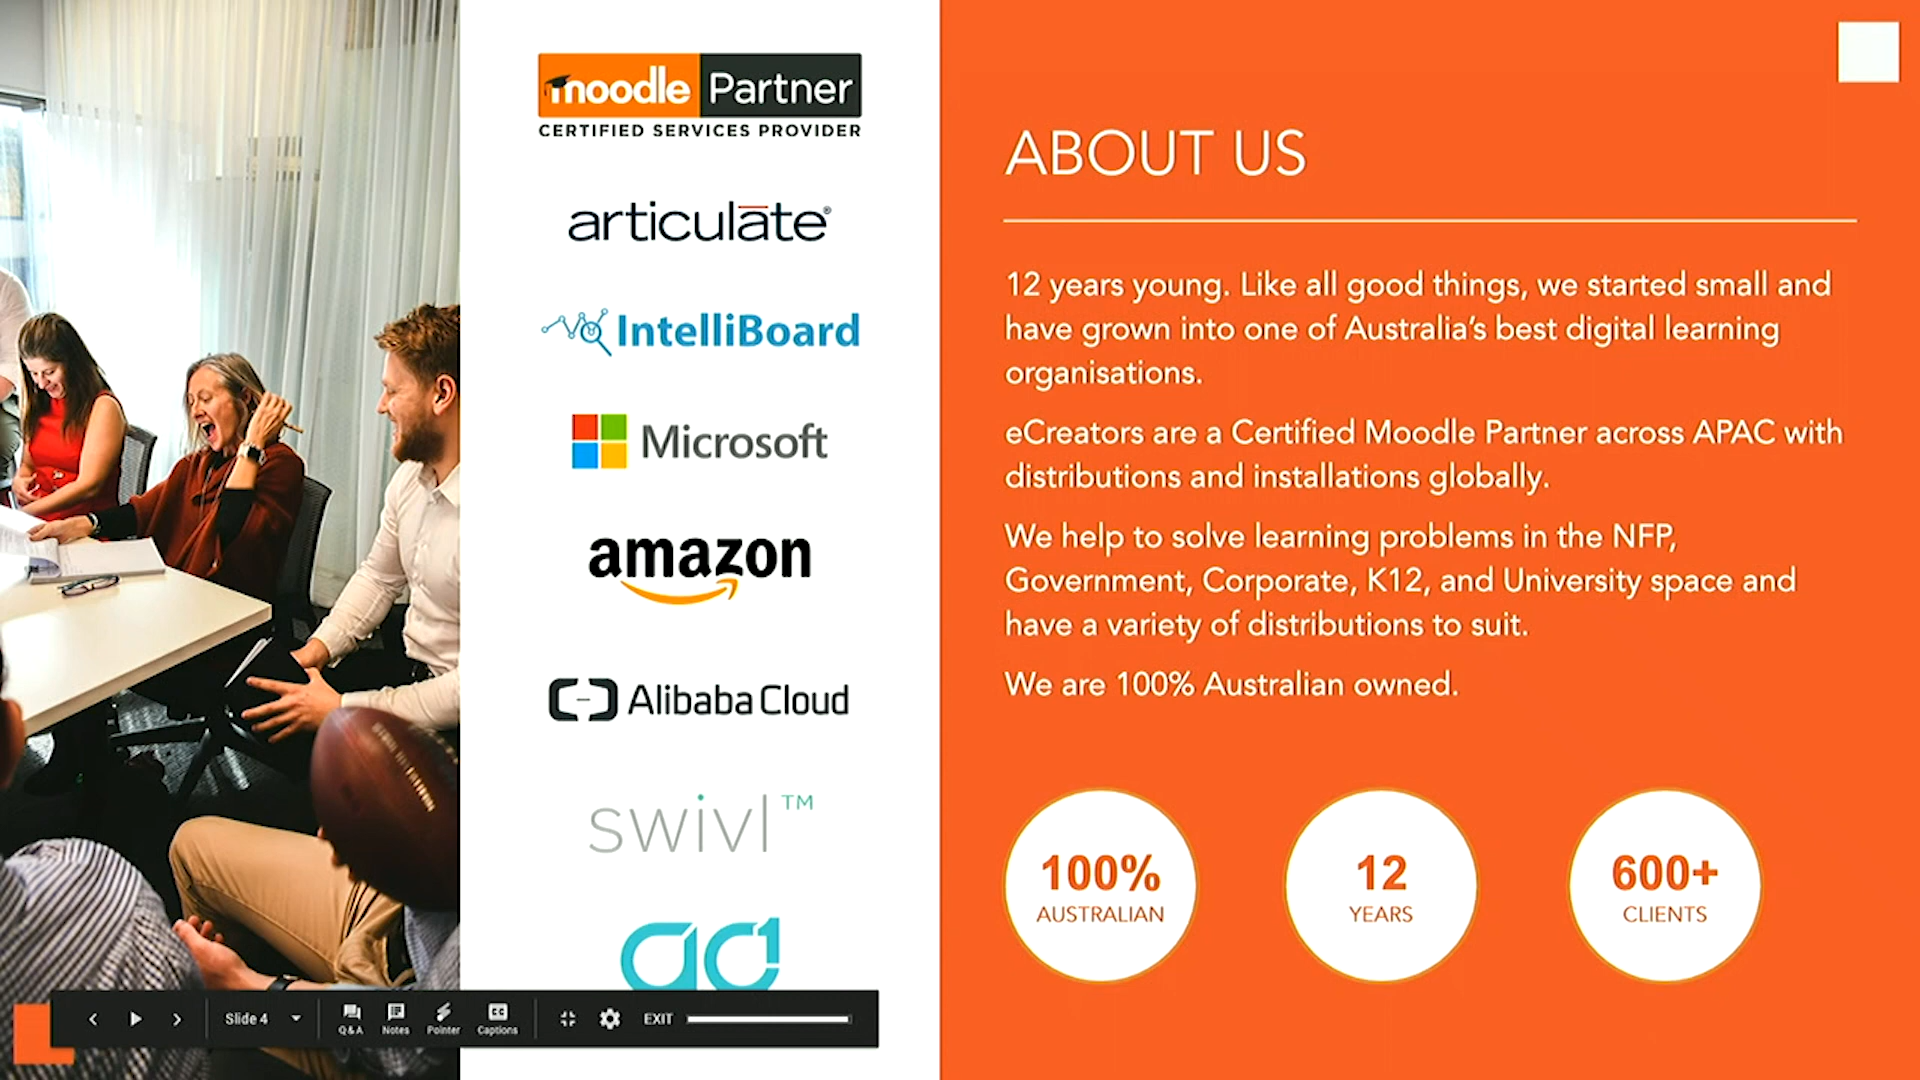 moodle Partner
CERTIFIED SERVICES PROVIDER
articulate®
IntelliBoard
Microsoft
amazon
Alibaba Cloud
swivl™
ABOUT US
12 years young. Like all good things, we started small and
have grown into one of Australia's best digital learning
organisations.
eCreators are a Certified Moodle Partner across APAC with
distributions and installations globally.
We help to solve learning problems in the NFP,
Government, Corporate, K12, and University space and
have a variety of distributions to suit.
We are 100% Australian owned.
100%
AUSTRALIAN
12
YEARS
600+
CLIENTS
Slide 4
Q&A
Notes
Pointer
Captions
EXIT